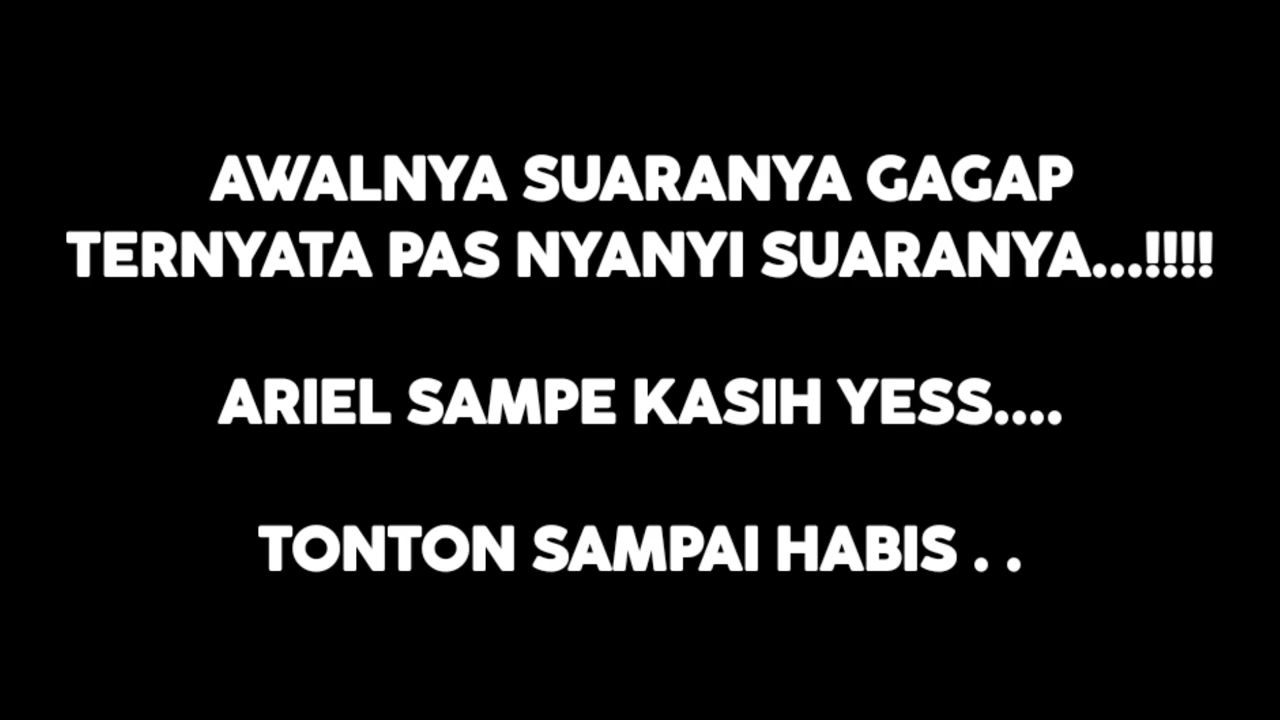 AWALNYA SUARANYA GAGAP
TERNYATA PAS NYANYI SUARANYA...!!!!
ARIEL SAMPE KASIH YESS....
TONTON SAMPAI HABIS . .